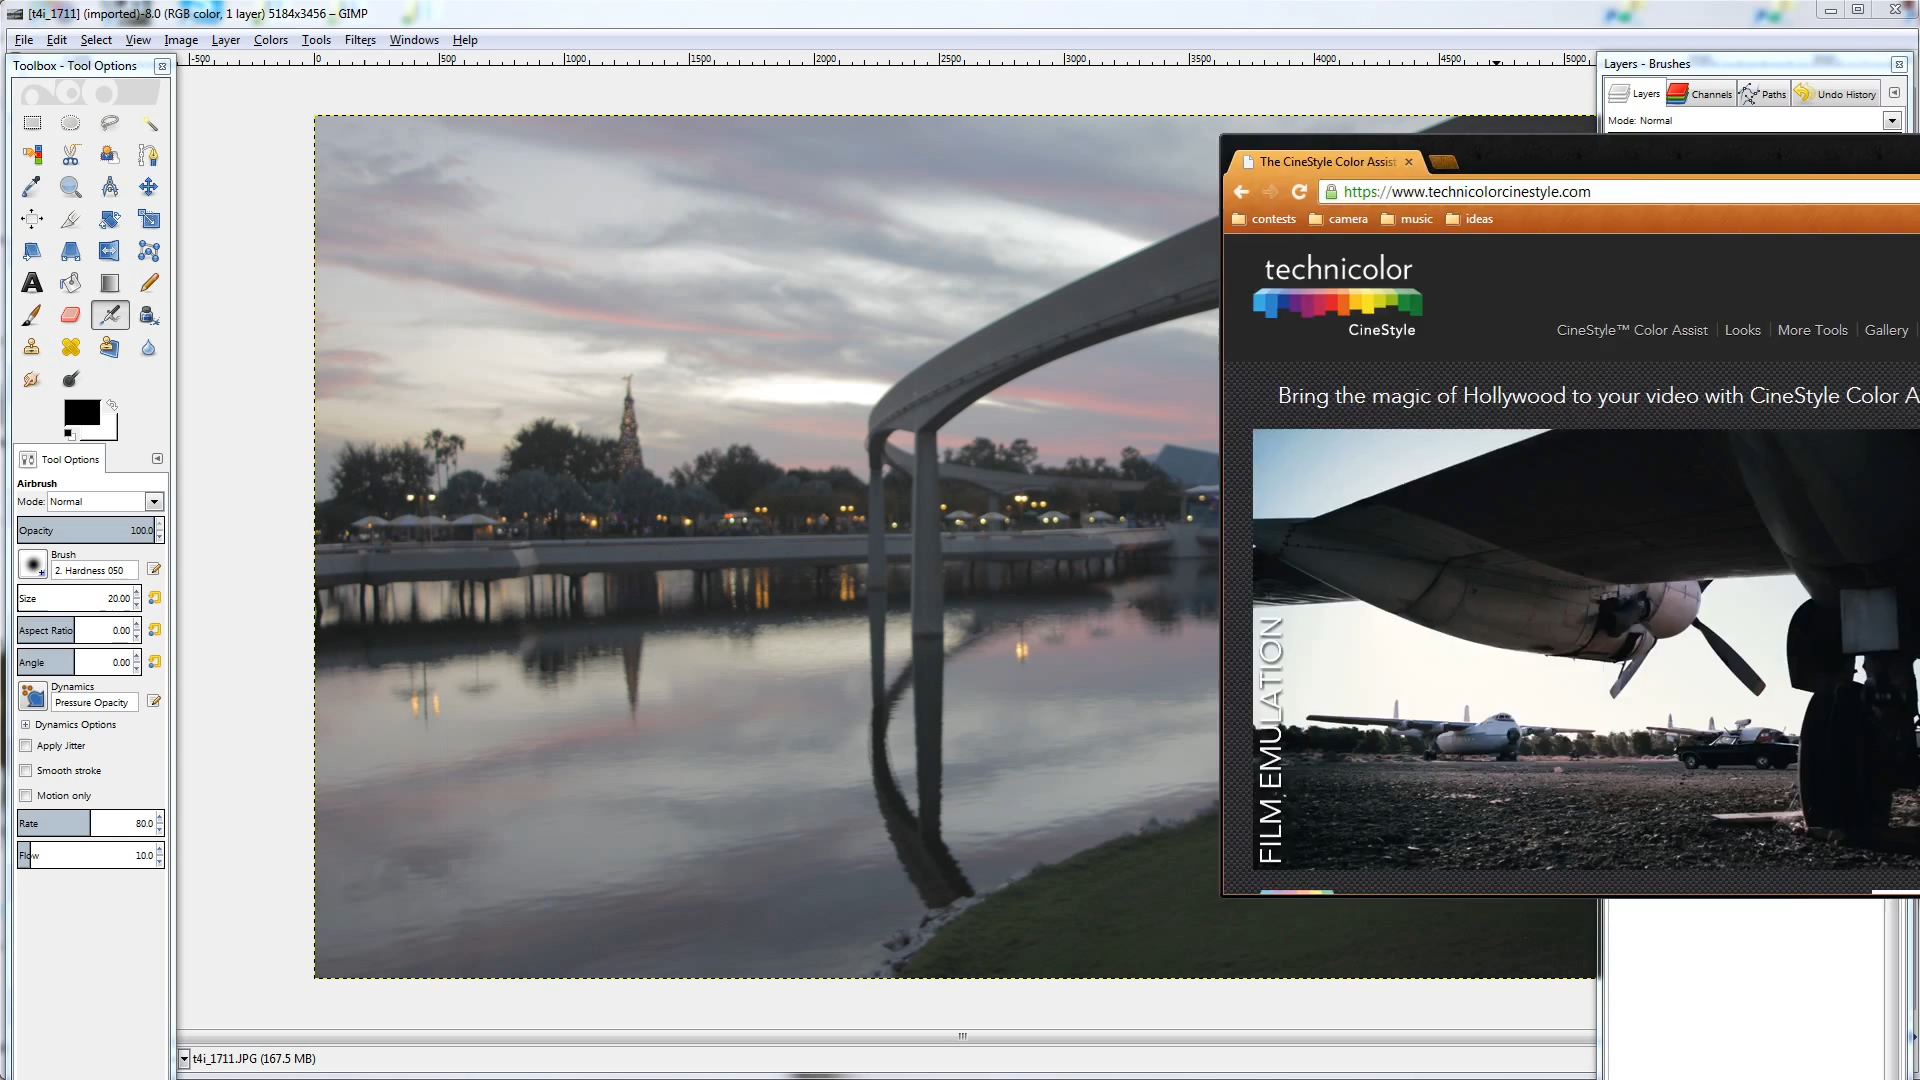 [t4i_1711] (imported)-8.0 (RGB color, 1 layer) 5184x3456 – GIMP
File Edit Select View Image Layer Colors Tools Filters Windows Help
Toolbox - Tool Options
-500 0 500 1000 1500 2000 2500 3000 3500 4000 4500 5000
Layers - Brushes
Layers Channels Paths Undo History
Mode: Normal
The CineStyle Color Assist
https://www.technicolorcinestyle.com
contests camera music ideas
technicolor
CineStyle
CineStyle™ Color Assist Looks More Tools Gallery
Bring the magic of Hollywood to your video with CineStyle Color A
FILM EMULATION
Tool Options
Airbrush
Mode: Normal
Opacity 100.0
Brush
2. Hardness 050
Size 20.00
Aspect Ratio 0.00
Angle 0.00
Dynamics
Pressure Opacity
Dynamics Options
Apply Jitter
Smooth stroke
Motion only
Rate 80.0
Flow 10.0
t4i_1711.JPG (167.5 MB)